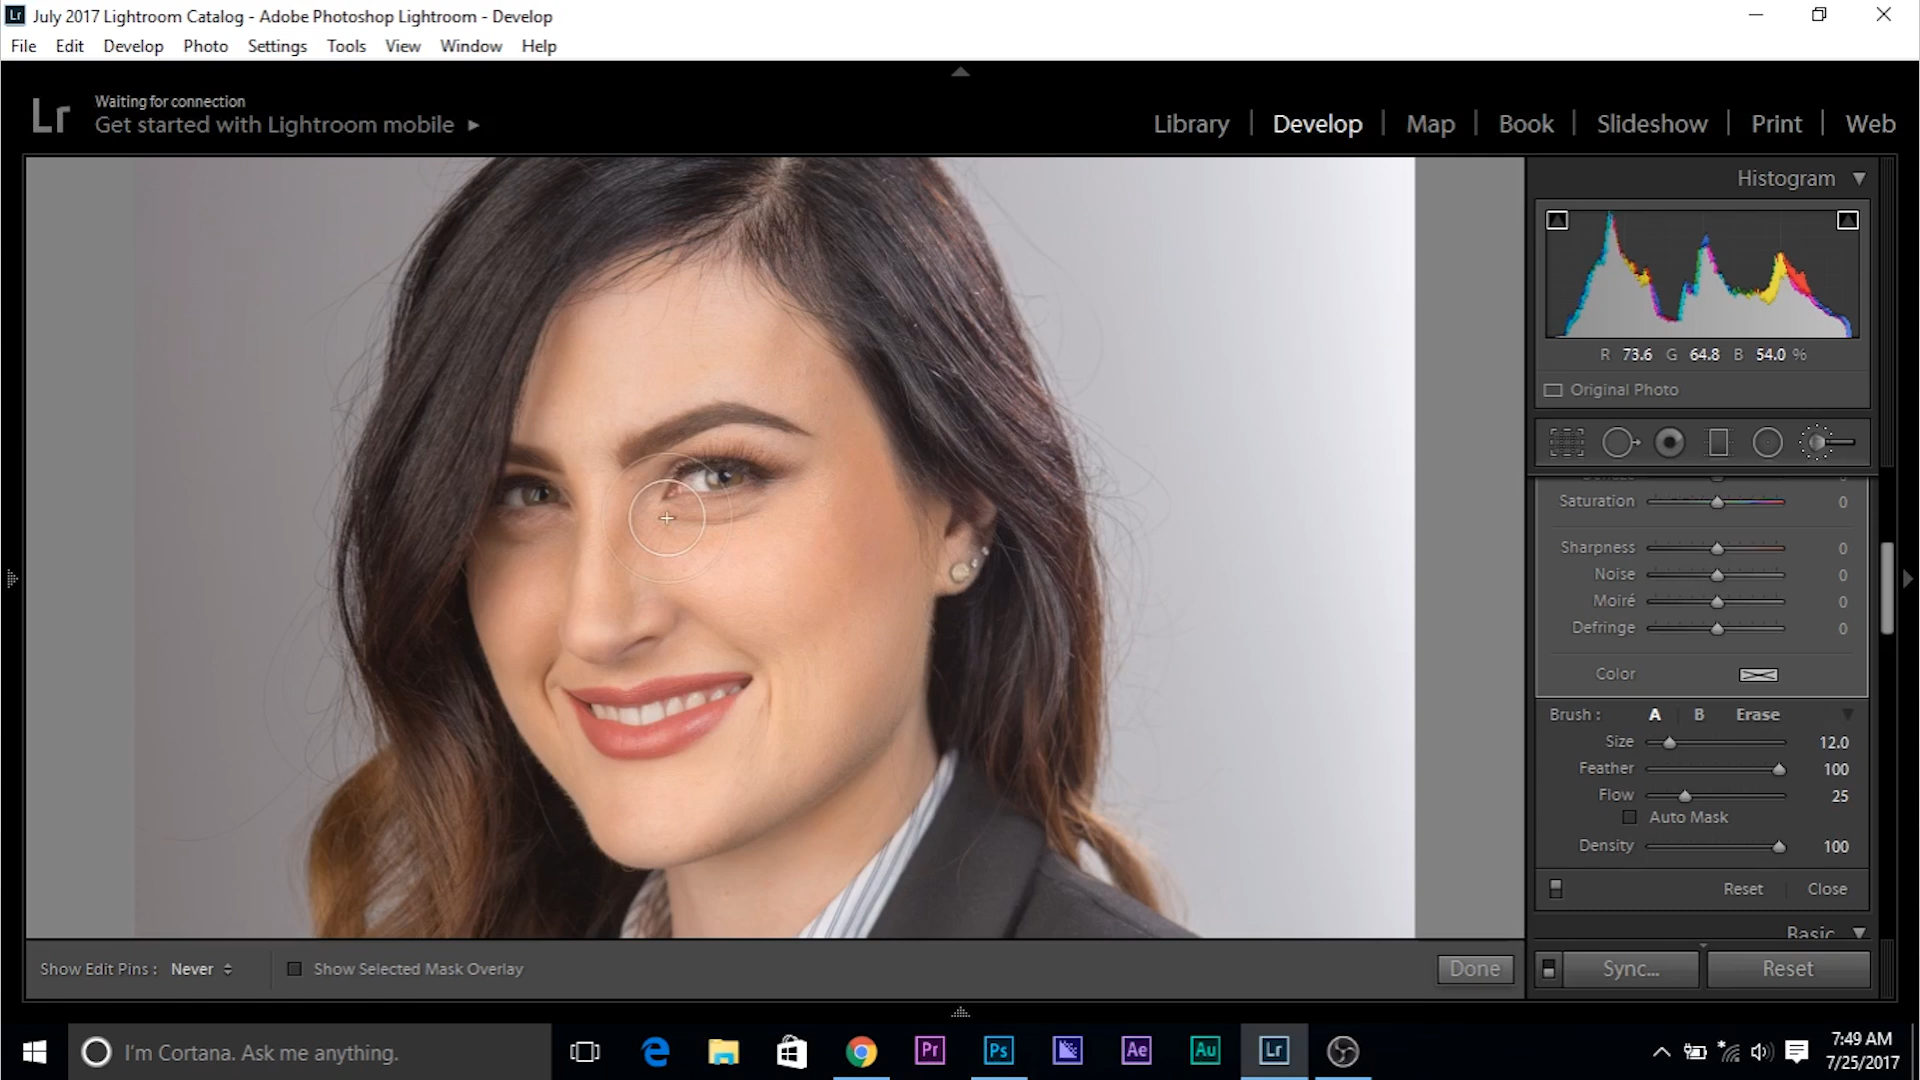 Lr July 2017 Lightroom Catalog - Adobe Photoshop Lightroom - Develop
File Edit Develop Photo Settings Tools View Window Help
Lr
Waiting for connection
Get started with Lightroom mobile
Library Develop Map Book Slideshow Print Web
Histogram
R 73.6 G 64.8 B 54.0 %
Original Photo
Saturation 0
Sharpness 0
Noise 0
Moiré 0
Defringe 0
Color
Brush : A B Erase
Size 12.0
Feather 100
Flow 25
Auto Mask
Density 100
Reset Close
Basic
Show Edit Pins : Never Show Selected Mask Overlay Done Sync... Reset
I'm Cortana. Ask me anything. Pr Ps Ae Au Lr
7:49 AM
7/25/2017